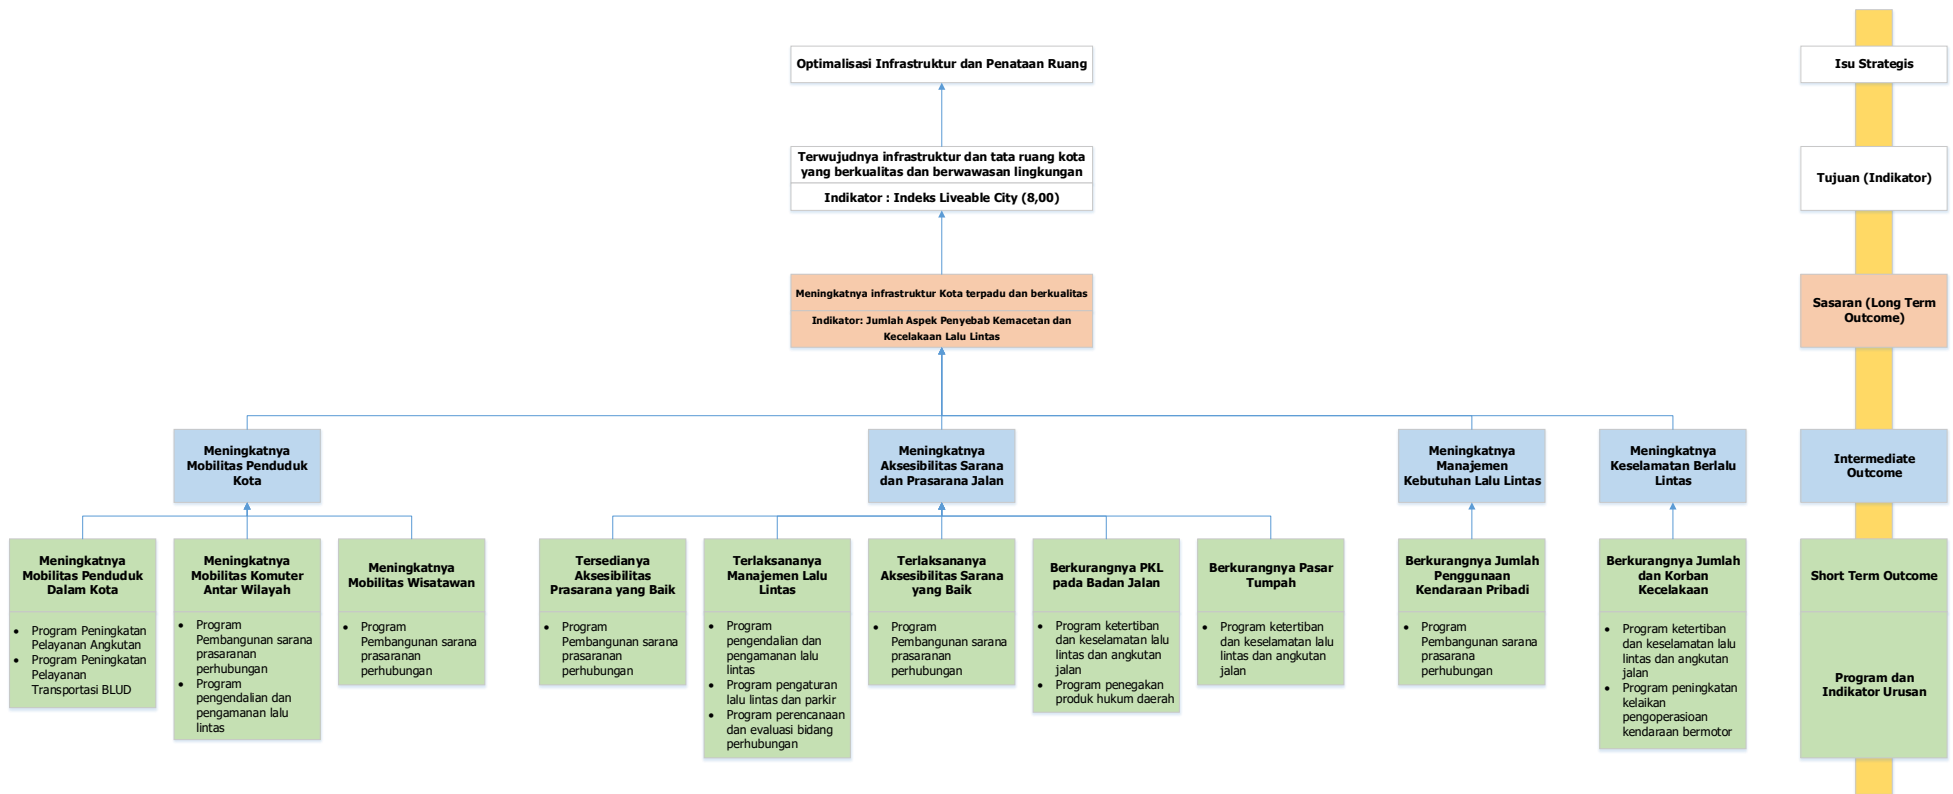 Optimalisasi Infrastruktur dan Penataan Ruang
Isu Strategis
Terwujudnya infrastruktur dan tata ruang kota
yang berkualitas dan berwawasan lingkungan
Indikator : Indeks Liveable City (8,00)
Tujuan (Indikator)
Meningkatnya infrastruktur Kota terpadu dan berkualitas
Indikator: Jumlah Aspek Penyebab Kemacetan dan
Kecelakaan Lalu Lintas
Sasaran (Long Term
Outcome)
Meningkatnya
Mobilitas Penduduk
Kota
Meningkatnya
Aksesibilitas Sarana
dan Prasarana Jalan
Meningkatnya
Manajemen
Kebutuhan Lalu Lintas
Meningkatnya
Keselamatan Berlalu
Lintas
Intermediate
Outcome
Meningkatnya
Mobilitas Penduduk
Dalam Kota
• Program Peningkatan
Pelayanan Angkutan
• Program Peningkatan
Pelayanan
Transportasi BLUD
Meningkatnya
Mobilitas Komuter
Antar Wilayah
• Program
Pembangunan sarana
prasaranan
perhubungan
• Program
pengendalian dan
pengamanan lalu
lintas
Meningkatnya
Mobilitas Wisatawan
• Program
Pembangunan sarana
prasaranan
perhubungan
Tersedianya
Aksesibilitas
Prasarana yang Baik
• Program
Pembangunan sarana
prasaranan
perhubungan
Terlaksananya
Manajemen Lalu
Lintas
• Program
pengendalian dan
pengamanan lalu
lintas
• Program pengaturan
lalu lintas dan parkir
• Program perencanaan
dan evaluasi bidang
perhubungan
Terlaksananya
Aksesibilitas Sarana
yang Baik
• Program
Pembangunan sarana
prasaranan
perhubungan
Berkurangnya PKL
pada Badan Jalan
• Program ketertiban
dan keselamatan lalu
lintas dan angkutan
jalan
• Program penegakan
produk hukum daerah
Berkurangnya Pasar
Tumpah
• Program ketertiban
dan keselamatan lalu
lintas dan angkutan
jalan
Berkurangnya Jumlah
Penggunaan
Kendaraan Pribadi
• Program
Pembangunan sarana
prasarana
perhubungan
Berkurangnya Jumlah
dan Korban
Kecelakaan
• Program ketertiban
dan keselamatan lalu
lintas dan angkutan
jalan
• Program peningkatan
kelaikan
pengoperasioan
kendaraan bermotor
Short Term Outcome
Program dan
Indikator Urusan